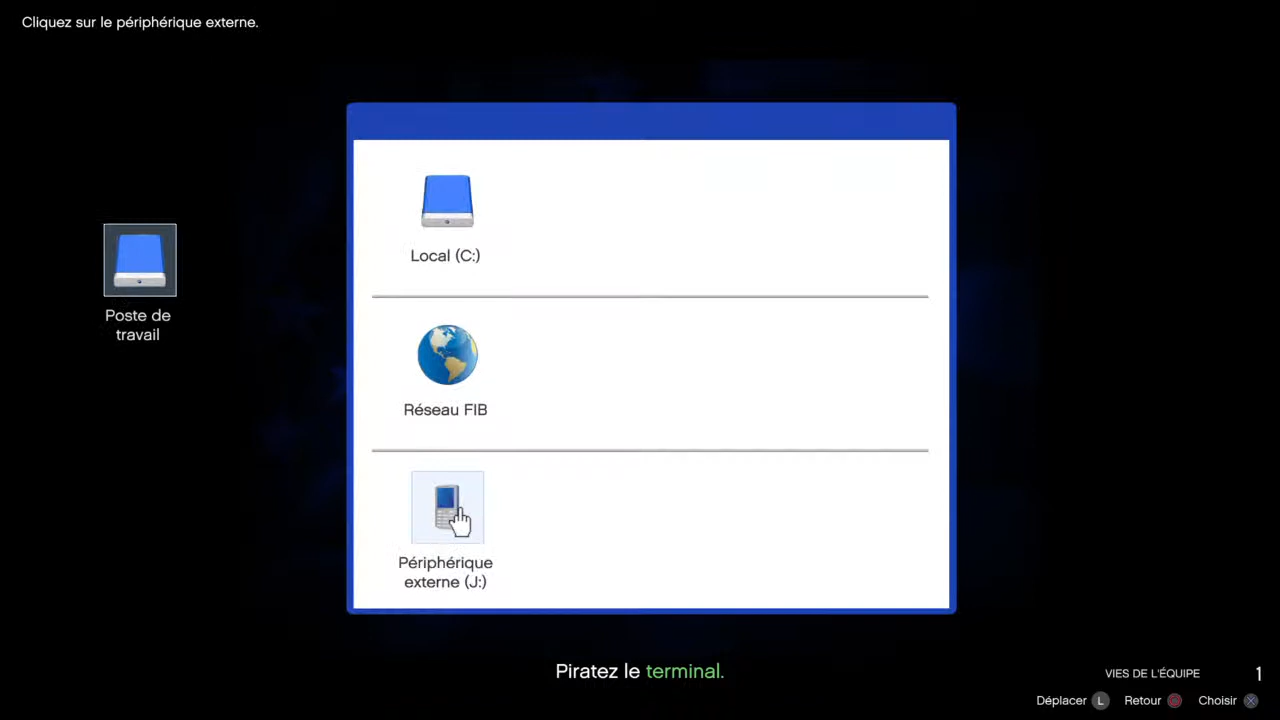 Cliquez sur le périphérique externe.
Local (C:)
Poste de
travail
Réseau FIB
Périphérique
externe (J:)
Piratez le terminal.
VIES DE L'ÉQUIPE 1
Déplacer L Retour Choisir